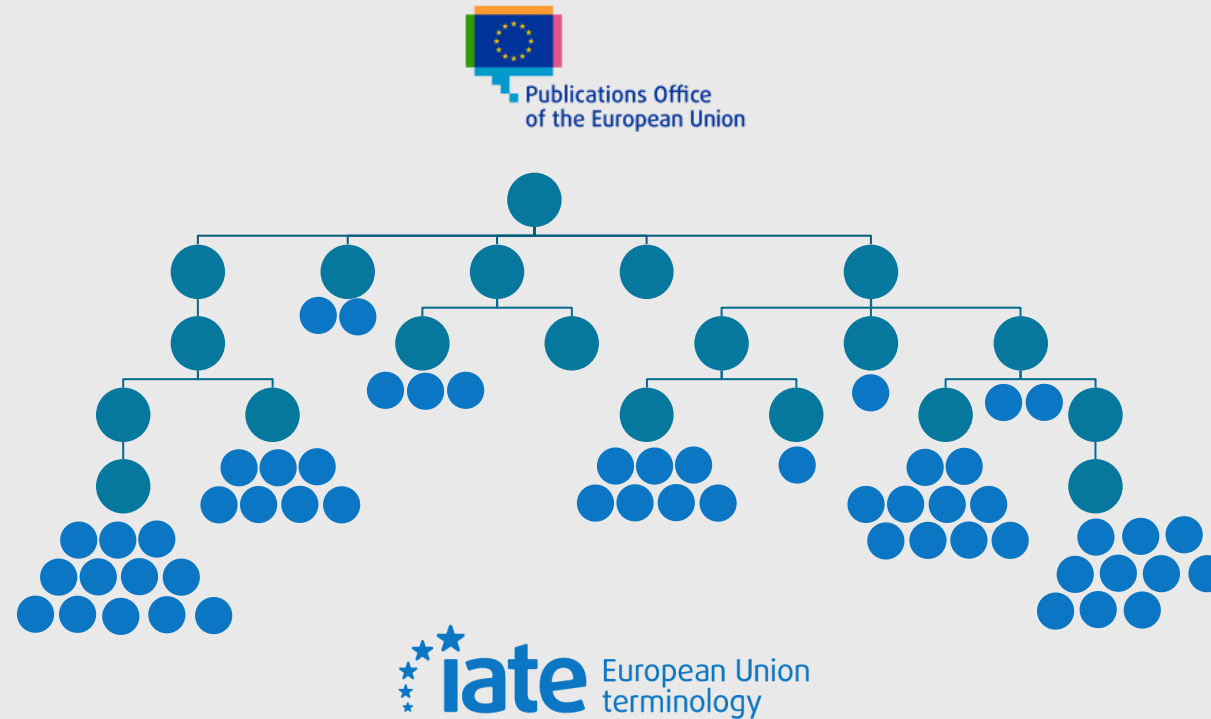 Publications Office
of the European Union
iate
European Union
terminology